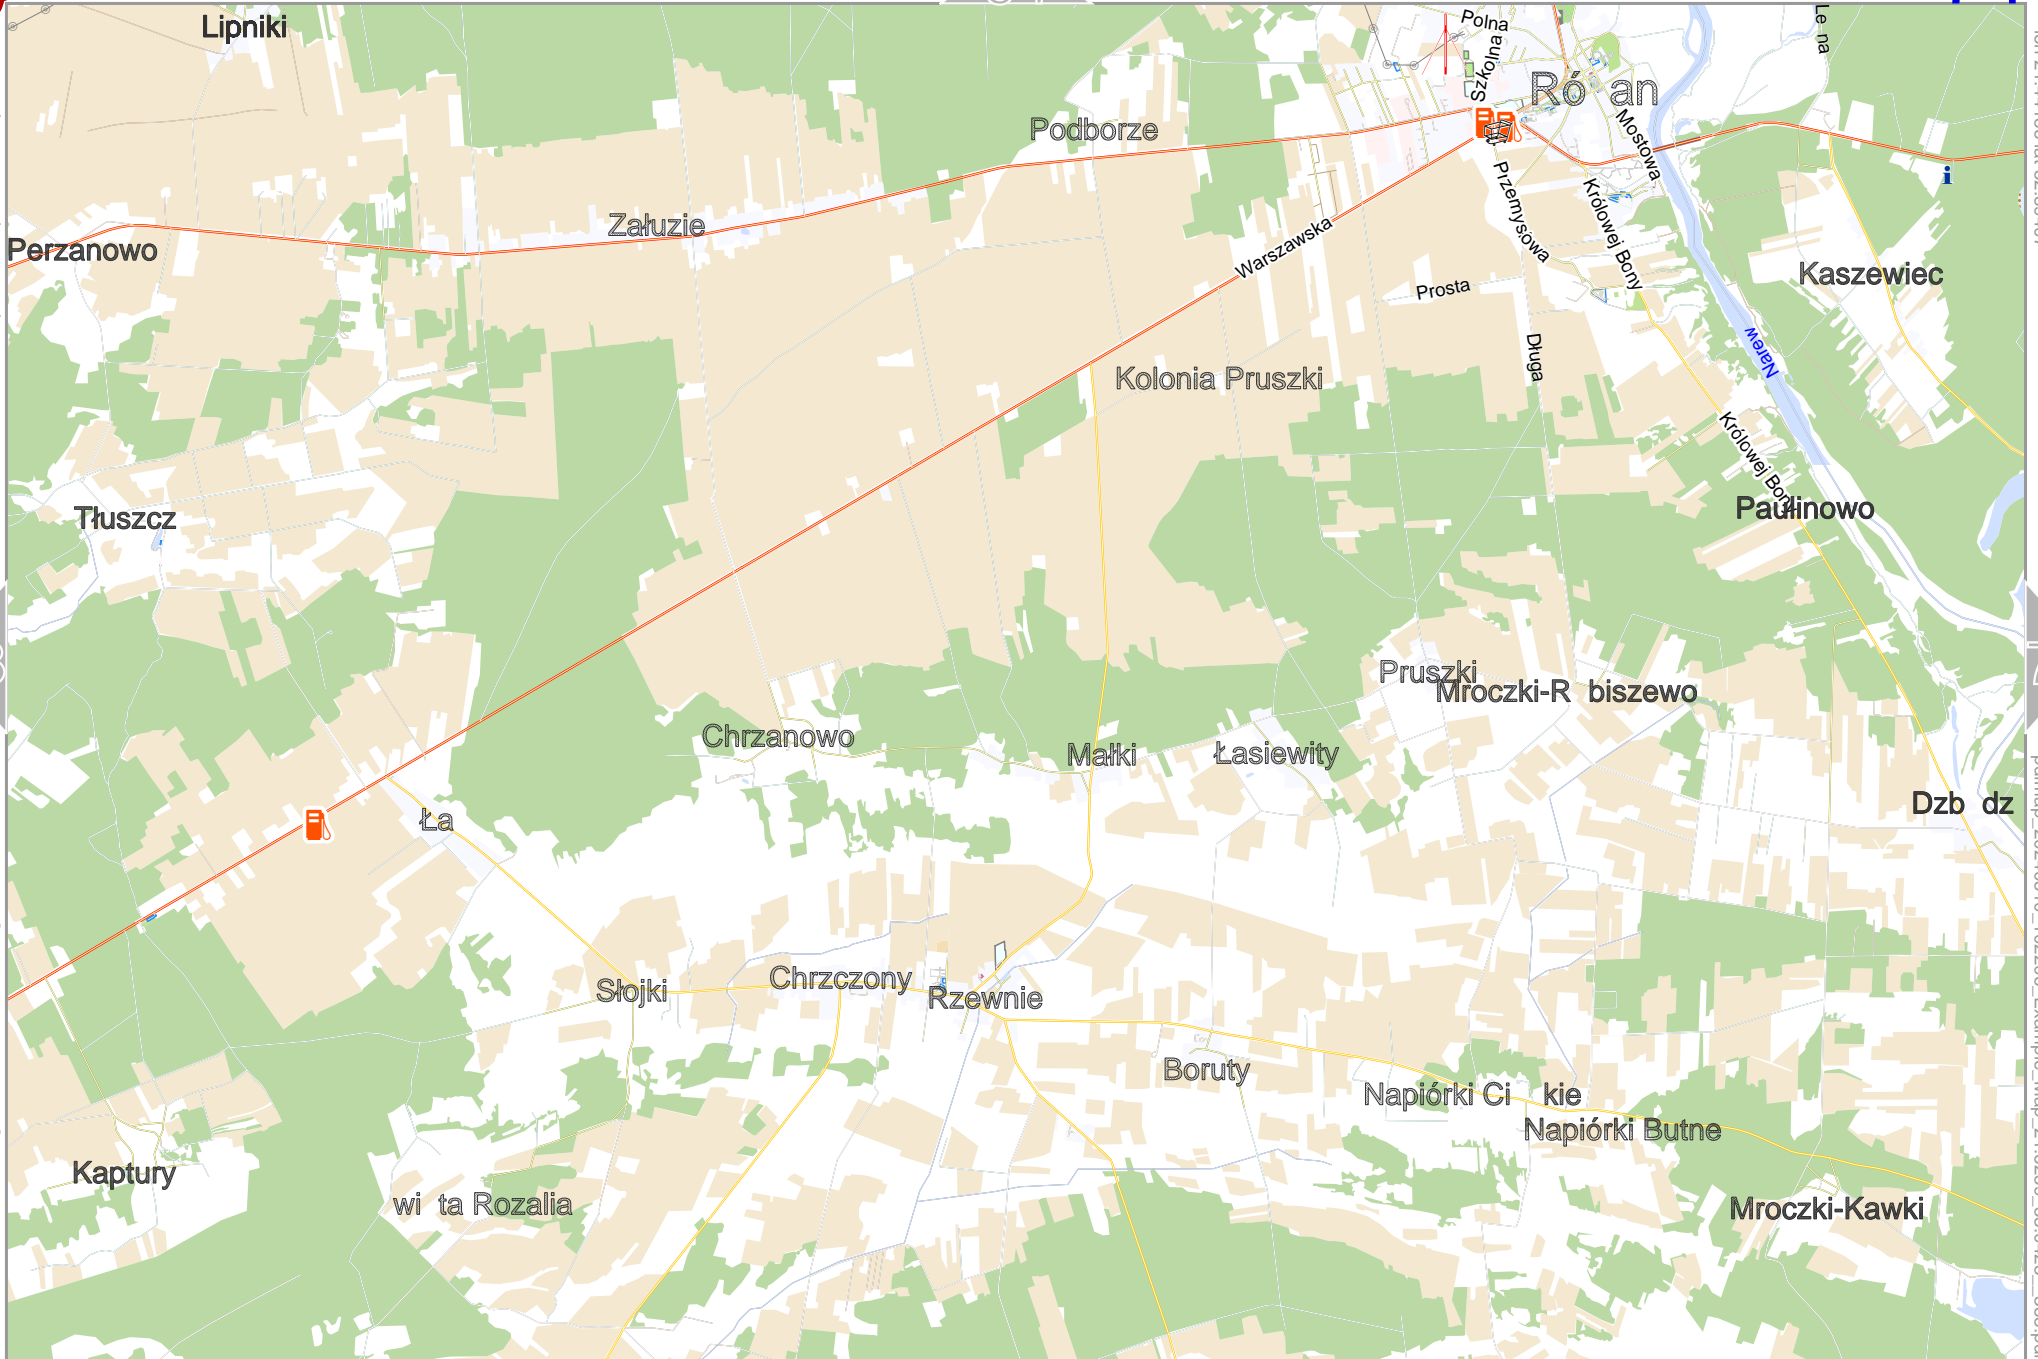 Lipniki
Polna
Szkolna
Le na
Ró an
Podborze
Mostowa
Załuzie
Perzanowo
Warszawska
Przemysowa
Królowej Bony
Kaszewiec
Prosta
Długa
Narew
Kolonia Pruszki
Królowej Bony
Tłuszcz
Paulinowo
Pruszki
Mroczki-R biszewo
Chrzanowo
Małki
Łasiewity
Dzb dz
Ła
Słojki
Chrzczony
Rzewnie
Boruty
Napiórki Ci kie
Napiórki Butne
Kaptury
wi ta Rozalia
Mroczki-Kawki